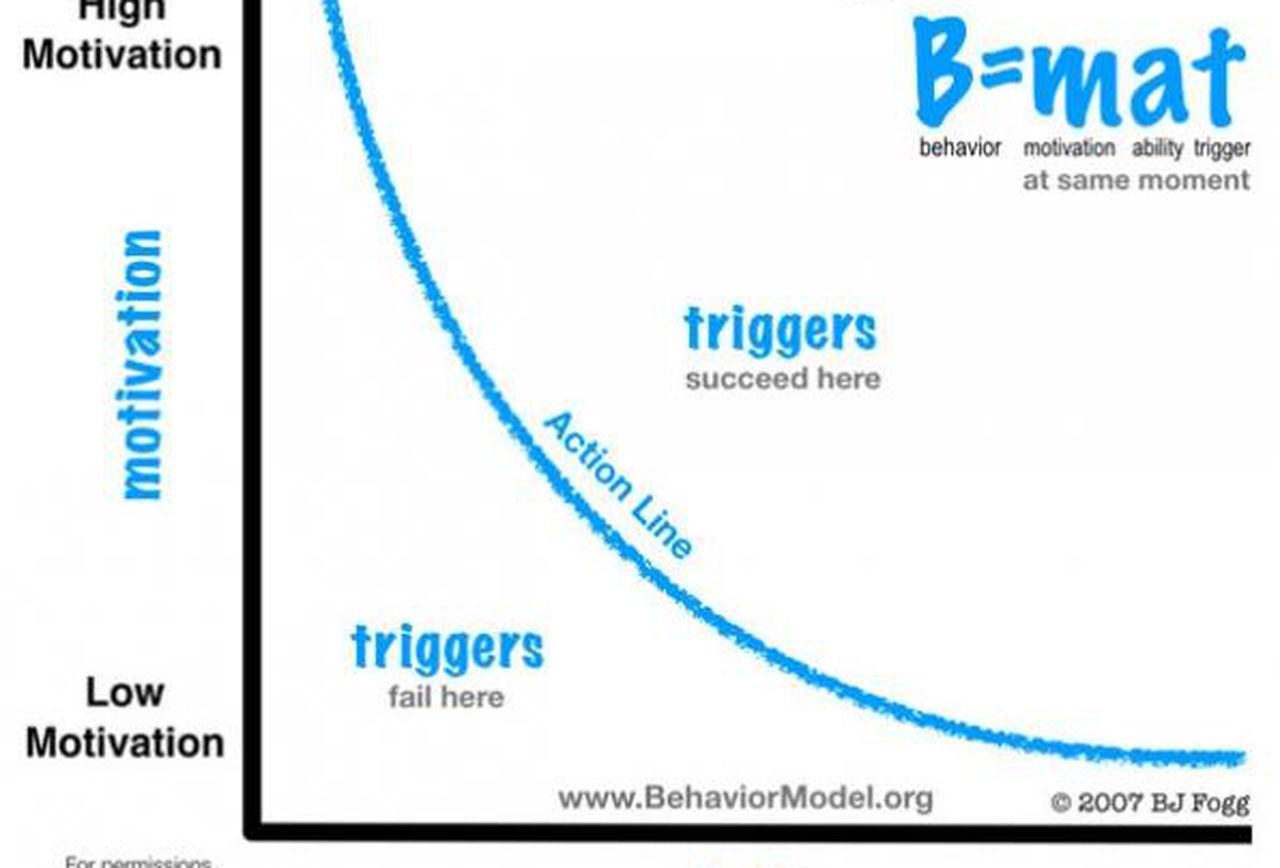 High
Motivation
B=mat
behavior motivation ability trigger
at same moment
motivation
triggers
succeed here
Action Line
triggers
fail here
Low
Motivation
www.BehaviorModel.org
© 2007 BJ Fogg
For permissions